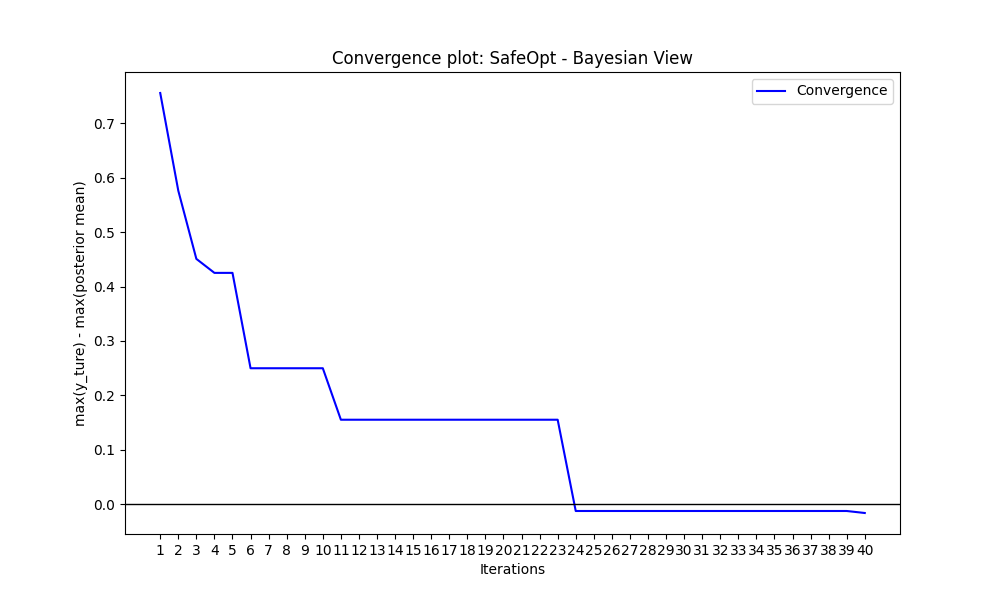 Convergence plot: SafeOpt - Bayesian View
Convergence
max(y_ture) - max(posterior mean)
0.7
0.6
0.5
0.4
0.3
0.2
0.1
0.0
1 2 3 4 5 6 7 8 9 10 11 12 13 14 15 16 17 18 19 20 21 22 23 24 25 26 27 28 29 30 31 32 33 34 35 36 37 38 39 40
Iterations